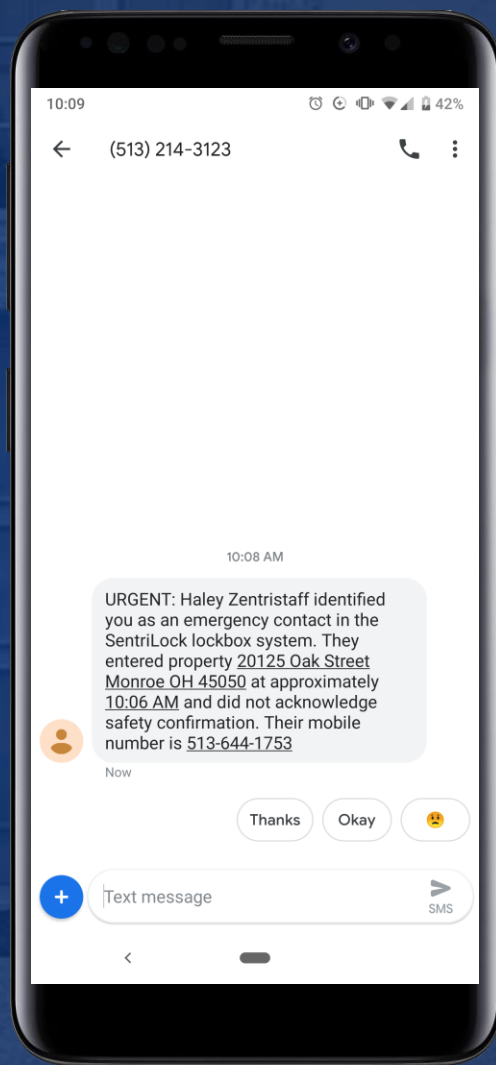 10:09
42%
(513) 214-3123
10:08 AM
URGENT: Haley Zentristaff identified
you as an emergency contact in the
SentriLock lockbox system. They
entered property 20125 Oak Street
Monroe OH 45050 at approximately
10:06 AM and did not acknowledge
safety confirmation. Their mobile
number is 513-644-1753
Now
Thanks
Okay
Text message
SMS